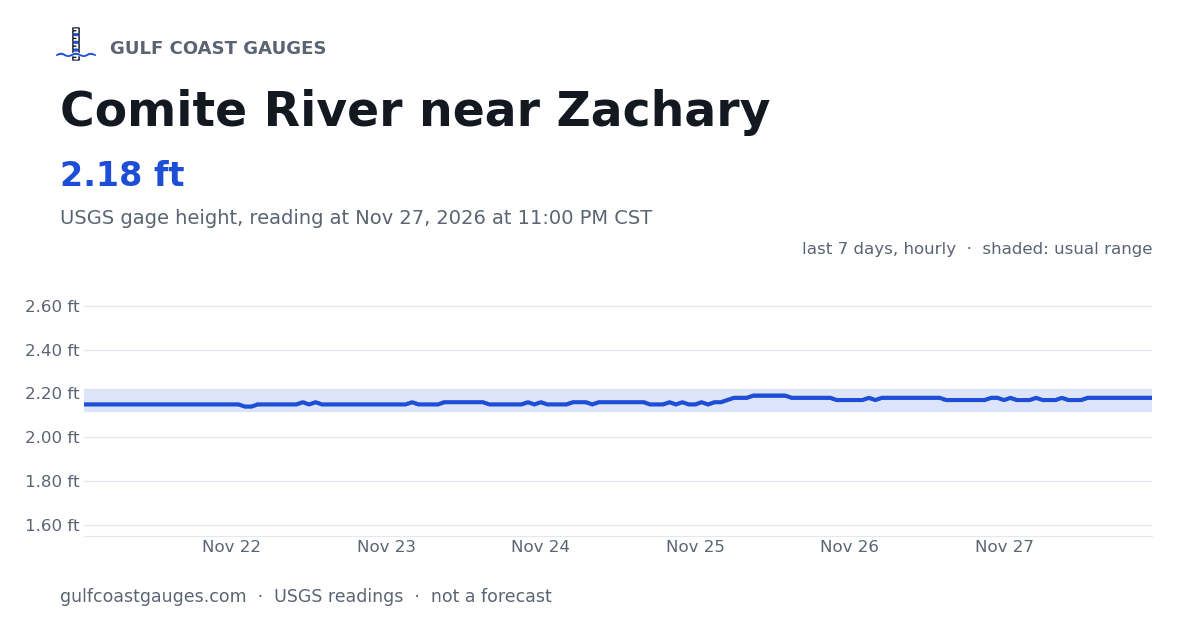 GULF COAST GAUGES
Comite River near Zachary
2.18 ft
USGS gage height, reading at Nov 27, 2026 at 11:00 PM CST
last 7 days, hourly · shaded: usual range
2.60 ft
2.40 ft
2.20 ft
2.00 ft
1.80 ft
1.60 ft
Nov 22 Nov 23 Nov 24 Nov 25 Nov 26 Nov 27
gulfcoastgauges.com · USGS readings · not a forecast